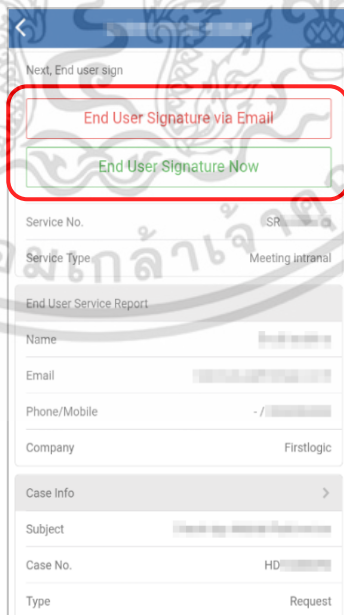 Next, End user sign
End User Signature via Email
End User Signature Now
Service No. SR
Service Type Meeting intranal
End User Service Report
Name
Email
Phone/Mobile - /
Company Firstlogic
Case Info >
Subject
Case No. HD
Type Request